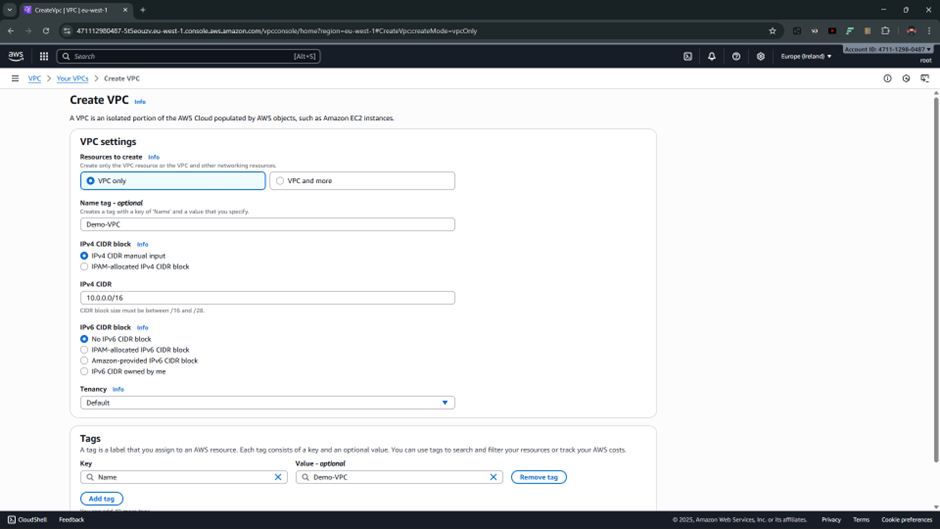 CreateVpc | VPC | eu-west-1
471112980487-5t5eouzv.eu-west-1.console.aws.amazon.com/vpcconsole/home?region=eu-west-1#CreateVpc:createMode=vpcOnly
aws
Search
[Alt+S]
Europe (Ireland)
Account ID: 4711-1298-0487
root
VPC
Your VPCs
Create VPC
Create VPC Info
A VPC is an isolated portion of the AWS Cloud populated by AWS objects, such as Amazon EC2 instances.
VPC settings
Resources to create Info
Create only the VPC resource or the VPC and other networking resources.
VPC only
VPC and more
Name tag - optional
Creates a tag with a key of 'Name' and a value that you specify.
Demo-VPC
IPv4 CIDR block Info
IPv4 CIDR manual input
IPAM-allocated IPv4 CIDR block
IPv4 CIDR
10.0.0.0/16
CIDR block size must be between /16 and /28.
IPv6 CIDR block Info
No IPv6 CIDR block
IPAM-allocated IPv6 CIDR block
Amazon-provided IPv6 CIDR block
IPv6 CIDR owned by me
Tenancy Info
Default
Tags
A tag is a label that you assign to an AWS resource. Each tag consists of a key and an optional value. You can use tags to search and filter your resources or track your AWS costs.
Key
Value - optional
Name
Demo-VPC
Remove tag
Add tag
CloudShell
Feedback
© 2025, Amazon Web Services, Inc. or its affiliates.
Privacy
Terms
Cookie preferences